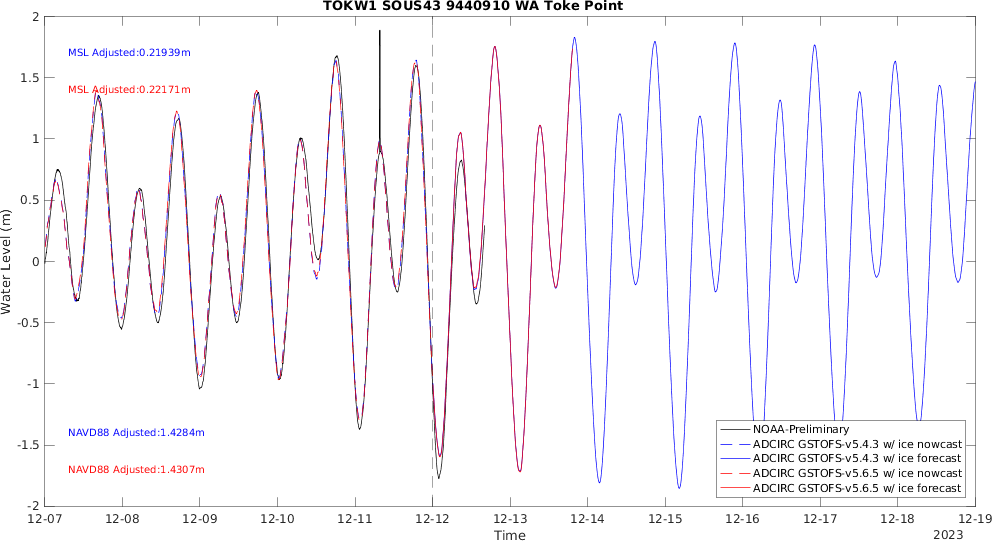 TOKW1 SOUS43 9440910 WA Toke Point
MSL Adjusted:0.21939m
MSL Adjusted:0.22171m
NAVD88 Adjusted:1.4284m
NAVD88 Adjusted:1.4307m
Water Level (m)
2
1.5
1
0.5
0
-0.5
-1
-1.5
-2
NOAA-Preliminary
ADCIRC GSTOFS-v5.4.3 w/ ice nowcast
ADCIRC GSTOFS-v5.4.3 w/ ice forecast
ADCIRC GSTOFS-v5.6.5 w/ ice nowcast
ADCIRC GSTOFS-v5.6.5 w/ ice forecast
12-07 12-08 12-09 12-10 12-11 12-12 12-13 12-14 12-15 12-16 12-17 12-18 12-19
Time
2023